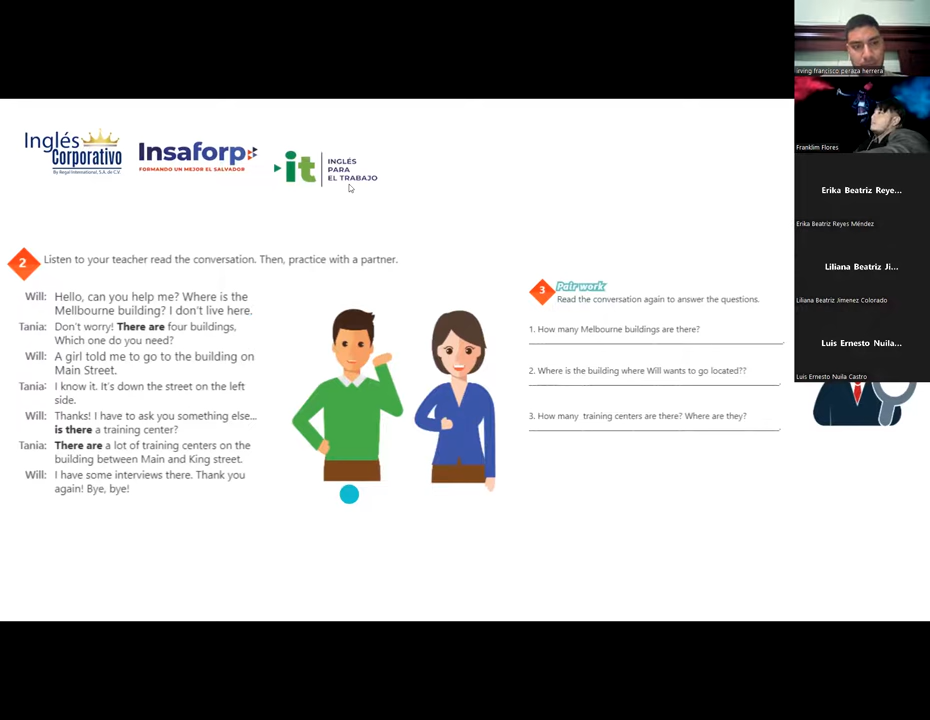 Inglés
Corporativo
By Regal International, S.A. de C.V.
Insaforp
FORMANDO UN MEJOR EL SALVADOR
it
INGLÉS
PARA
EL TRABAJO
2 Listen to your teacher read the conversation. Then, practice with a partner.
Will: Hello, can you help me? Where is the
Mellbourne building? I don't live here.
Tania: Don't worry! There are four buildings,
Which one do you need?
Will: A girl told me to go to the building on
Main Street.
Tania: I know it. It's down the street on the left
side.
Will: Thanks! I have to ask you something else...
is there a training center?
Tania: There are a lot of training centers on the
building between Main and King street.
Will: I have some interviews there. Thank you
again! Bye, bye!
3 Pair work
Read the conversation again to answer the questions.
1. How many Melbourne buildings are there?
2. Where is the building where Will wants to go located??
3. How many training centers are there? Where are they?
irving francisco peraza herrera
Franklim Flores
Erika Beatriz Reye...
Erika Beatriz Reyes Méndez
Liliana Beatriz Ji...
Liliana Beatriz Jimenez Colorado
Luis Ernesto Nuila...
Luis Ernesto Nuila Castro